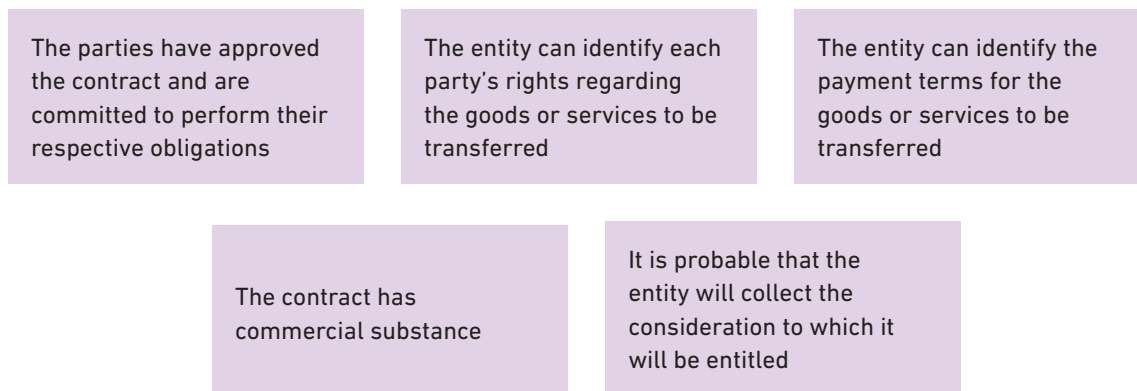 The parties have approved
the contract and are
committed to perform their
respective obligations
The entity can identify each
party’s rights regarding
the goods or services to be
transferred
The entity can identify the
payment terms for the
goods or services to be
transferred
The contract has
commercial substance
It is probable that the
entity will collect the
consideration to which it
will be entitled